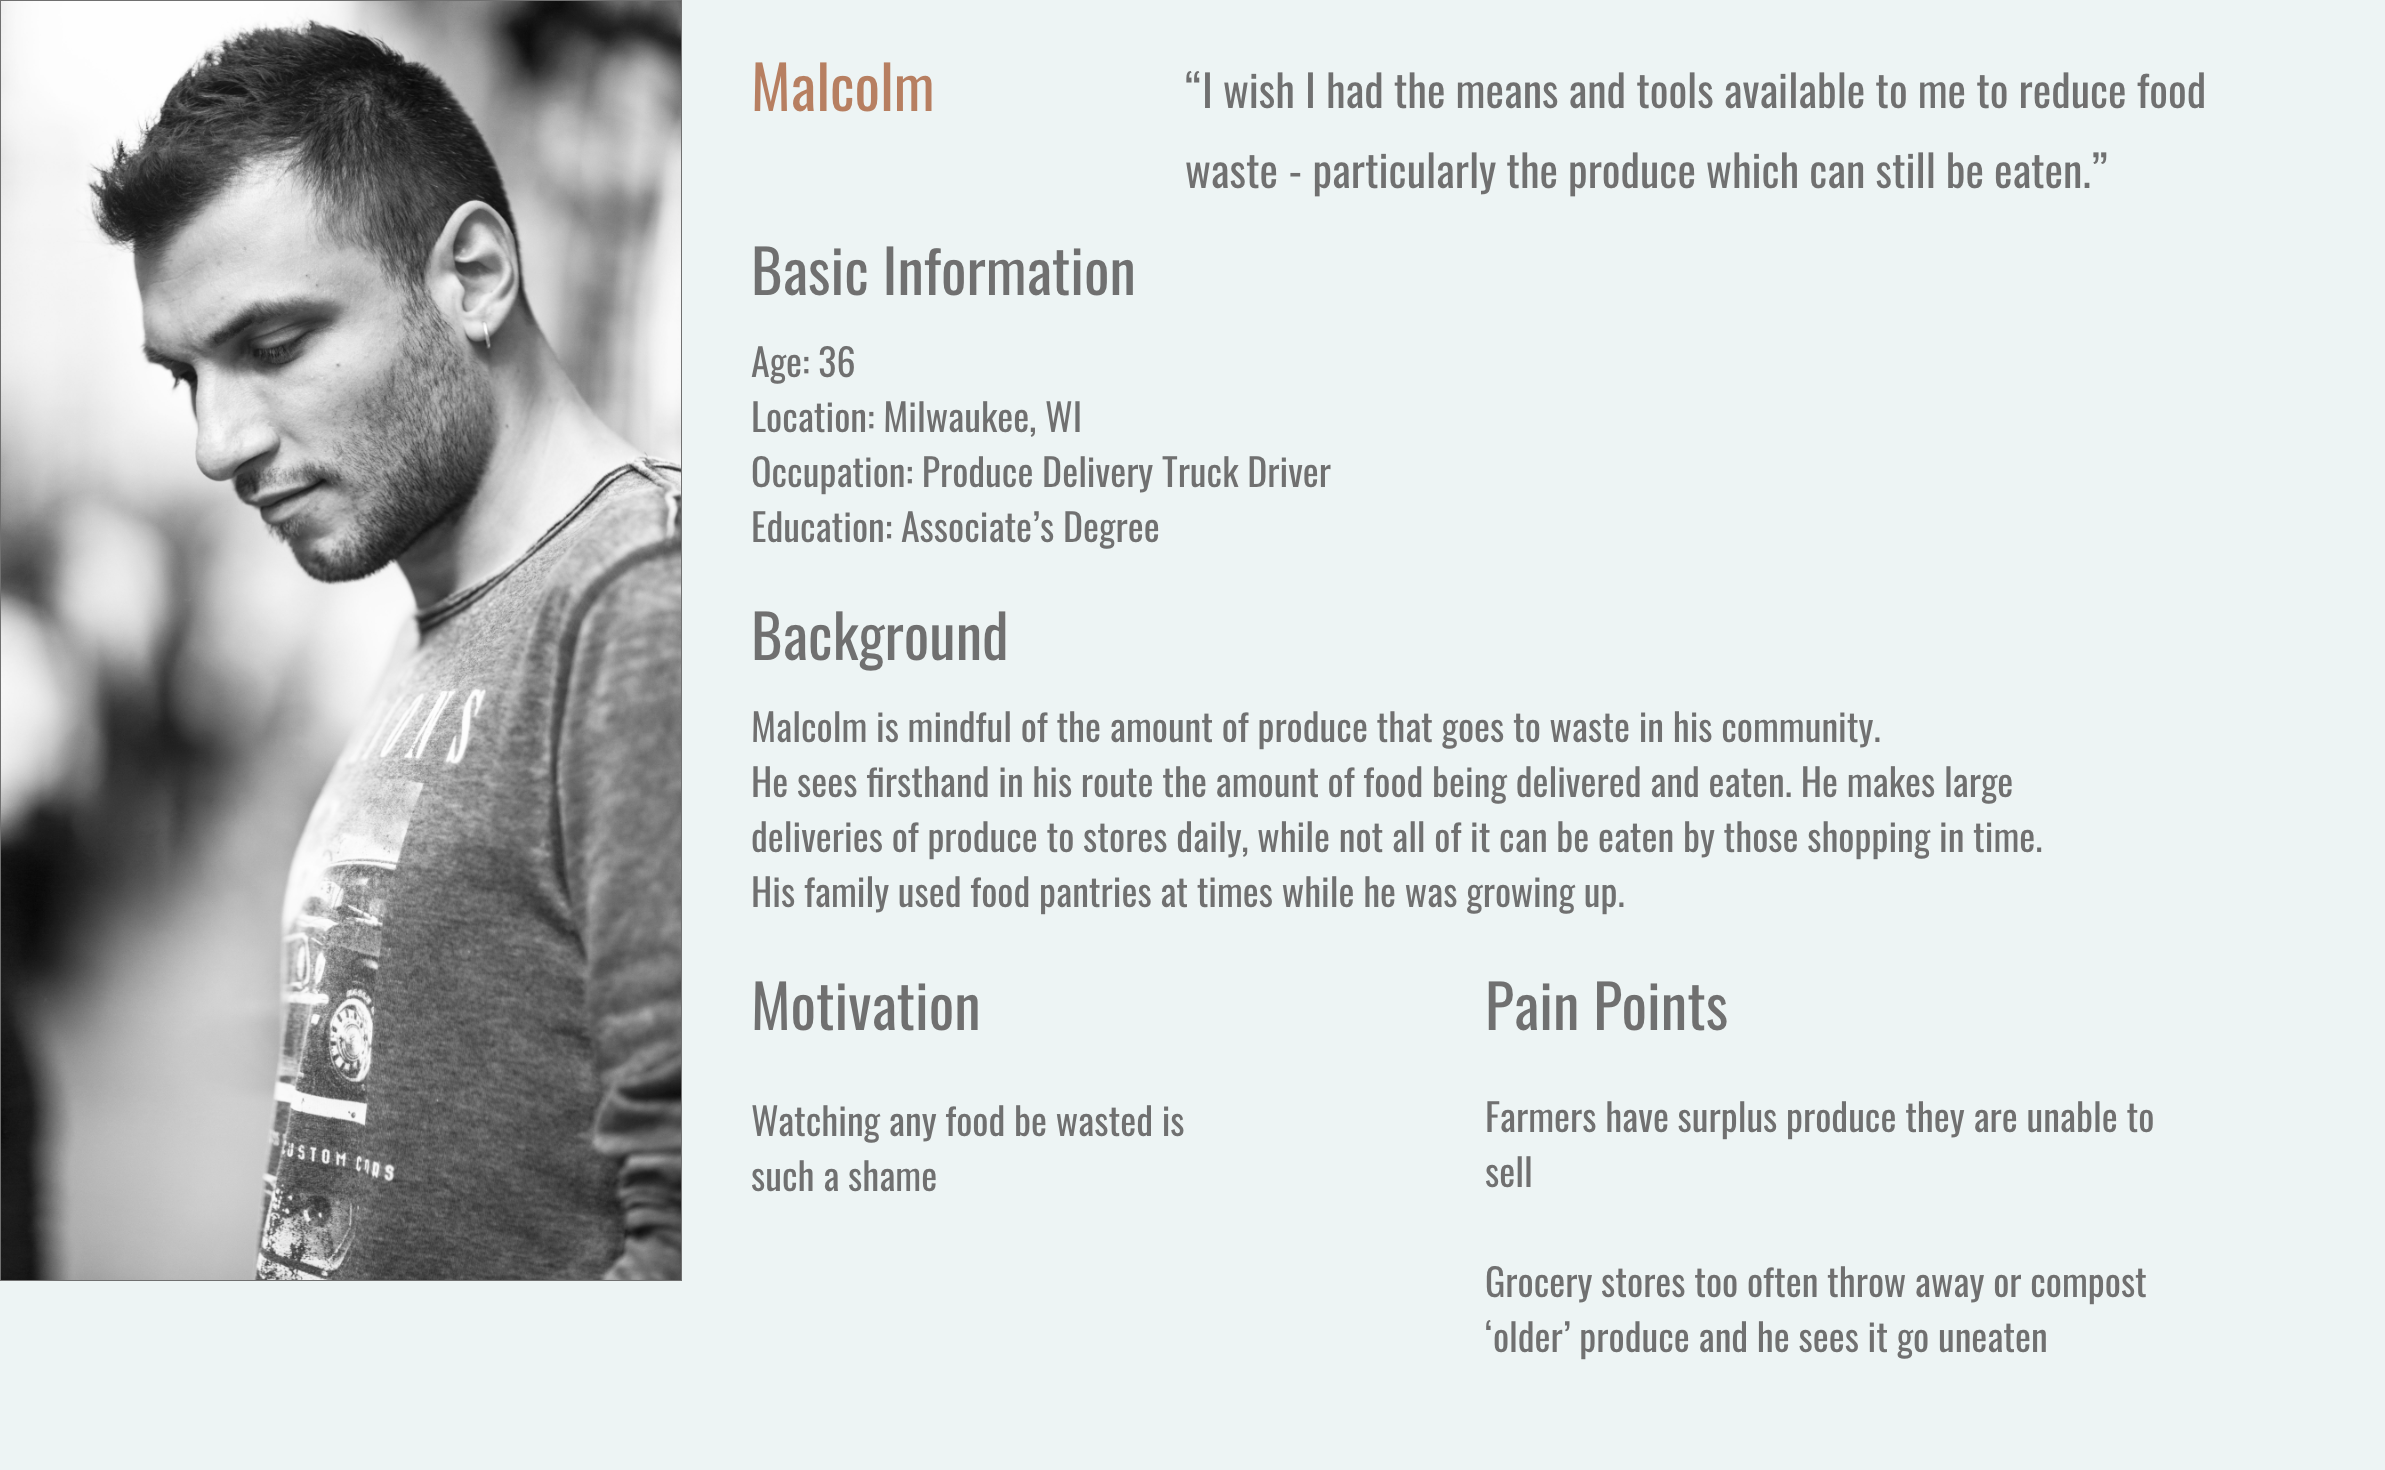 Malcolm
“I wish I had the means and tools available to me to reduce food
waste - particularly the produce which can still be eaten.”
Basic Information
Age: 36
Location: Milwaukee, WI
Occupation: Produce Delivery Truck Driver
Education: Associate’s Degree
Background
Malcolm is mindful of the amount of produce that goes to waste in his community.
He sees firsthand in his route the amount of food being delivered and eaten. He makes large
deliveries of produce to stores daily, while not all of it can be eaten by those shopping in time.
His family used food pantries at times while he was growing up.
Motivation
Watching any food be wasted is
such a shame
Pain Points
Farmers have surplus produce they are unable to
sell
Grocery stores too often throw away or compost
‘older’ produce and he sees it go uneaten
CUSTOM